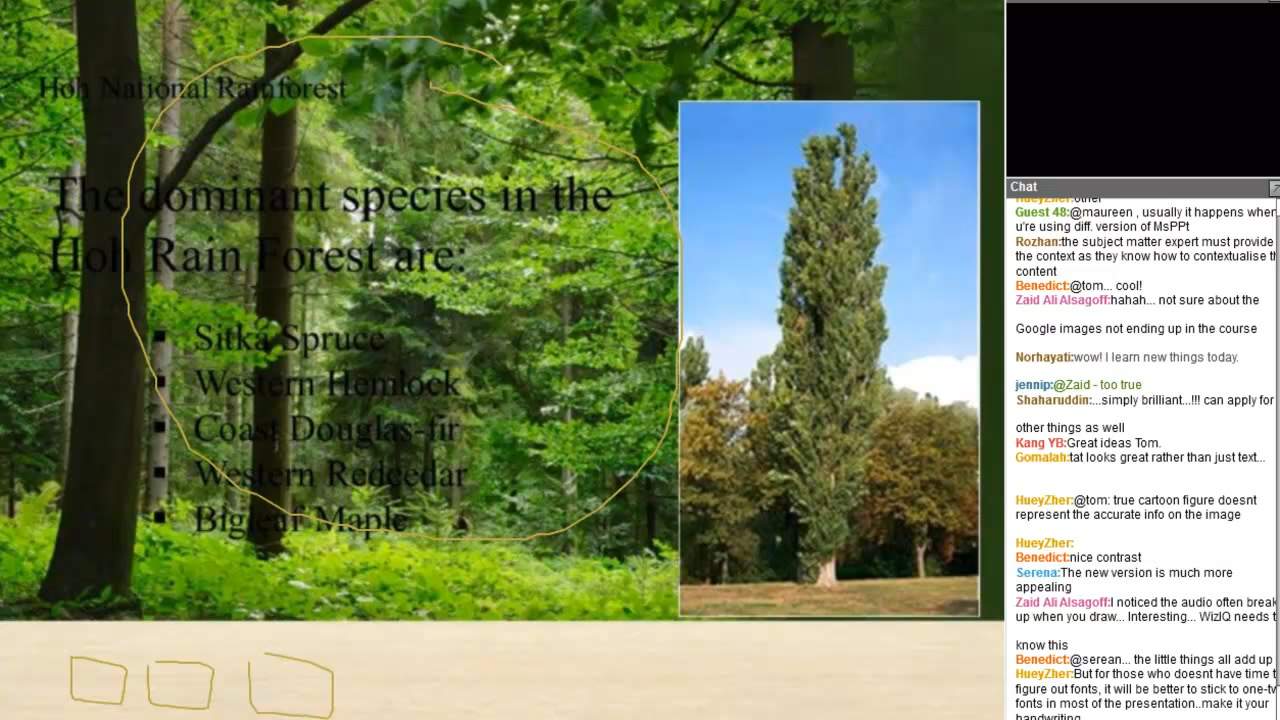 Hoh National Rainforest
The dominant species in the
Hoh Rain Forest are:
▪ Sitka Spruce
▪ Western Hemlock
▪ Coast Douglas-fir
▪ Western Redcedar
▪ Bigleaf Maple
Chat
HueyZher:other
Guest 48:@maureen , usually it happens when
u're using diff. version of MsPPt
Rozhan:the subject matter expert must provide
the context as they know how to contextualise th
content
Benedict:@tom... cool!
Zaid Ali Alsagoff:hahah... not sure about the
Google images not ending up in the course
Norhayati:wow! I learn new things today.
jennip:@Zaid - too true
Shaharuddin:...simply brilliant...!!! can apply for
other things as well
Kang YB:Great ideas Tom.
Gomalah:tat looks great rather than just text...
HueyZher:@tom: true cartoon figure doesnt
represent the accurate info on the image
HueyZher:
Benedict:nice contrast
Serena:The new version is much more
appealing
Zaid Ali Alsagoff:I noticed the audio often break
up when you draw... Interesting... WizIQ needs t
know this
Benedict:@serean... the little things all add up
HueyZher:But for those who doesnt have time t
figure out fonts, it will be better to stick to one-tw
fonts in most of the presentation..make it your
handwriting